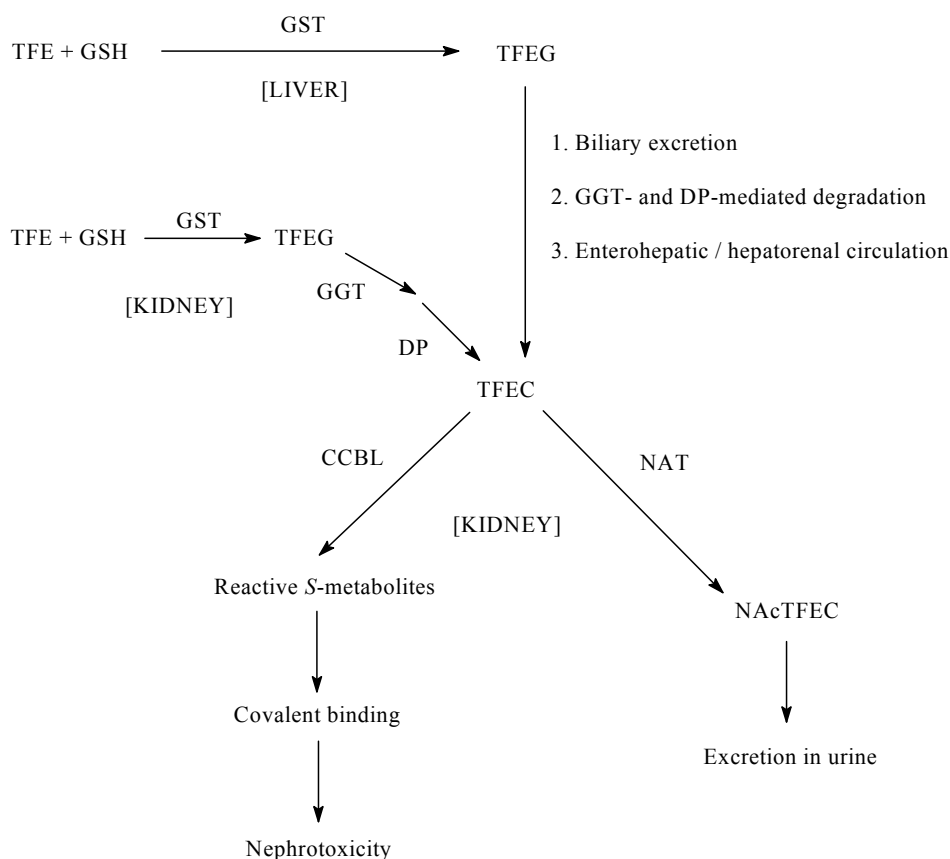 GST
TFE + GSH
TFEG
[LIVER]
1. Biliary excretion
2. GGT- and DP-mediated degradation
3. Enterohepatic / hepatorenal circulation
GST
TFE + GSH
TFEG
[KIDNEY]
GGT
DP
TFEC
CCBL
NAT
[KIDNEY]
Reactive S-metabolites
NAcTFEC
Covalent binding
Excretion in urine
Nephrotoxicity